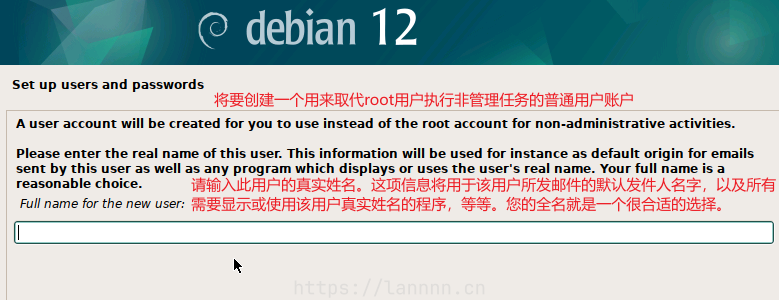 debian 12
Set up users and passwords
将要创建一个用来取代root用户执行非管理任务的普通用户账户
A user account will be created for you to use instead of the root account for non-administrative activities.
Please enter the real name of this user. This information will be used for instance as default origin for emails
sent by this user as well as any program which displays or uses the user's real name. Your full name is a
reasonable choice.
请输入此用户的真实姓名。这项信息将用于该用户所发邮件的默认发件人名字，以及所有
Full name for the new user:
需要显示或使用该用户真实姓名的程序，等等。您的全名就是一个很合适的选择。
https://lannnn.cn